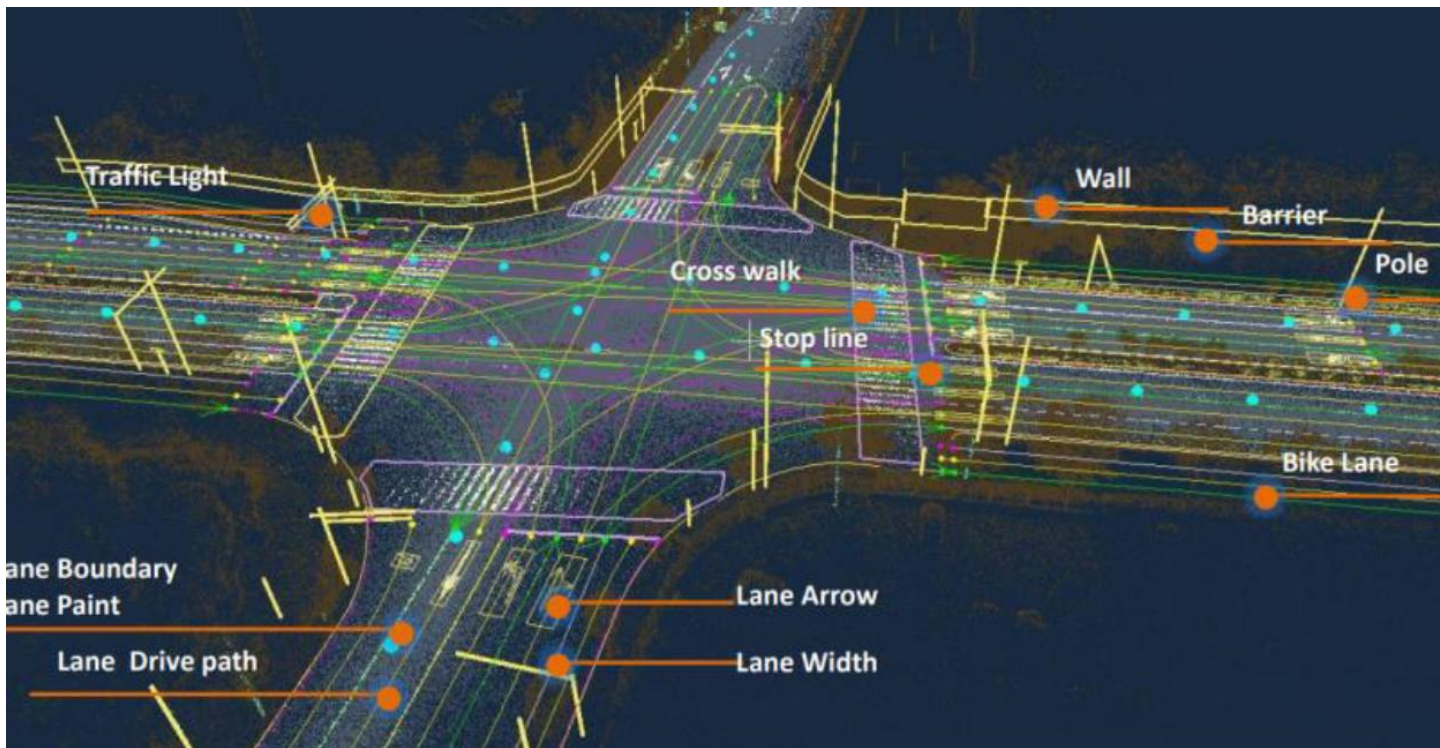 Traffic Light
Wall
Barrier
Pole
Cross walk
Stop line
Bike Lane
ane Boundary
ane Paint
Lane Arrow
Lane Drive path
Lane Width